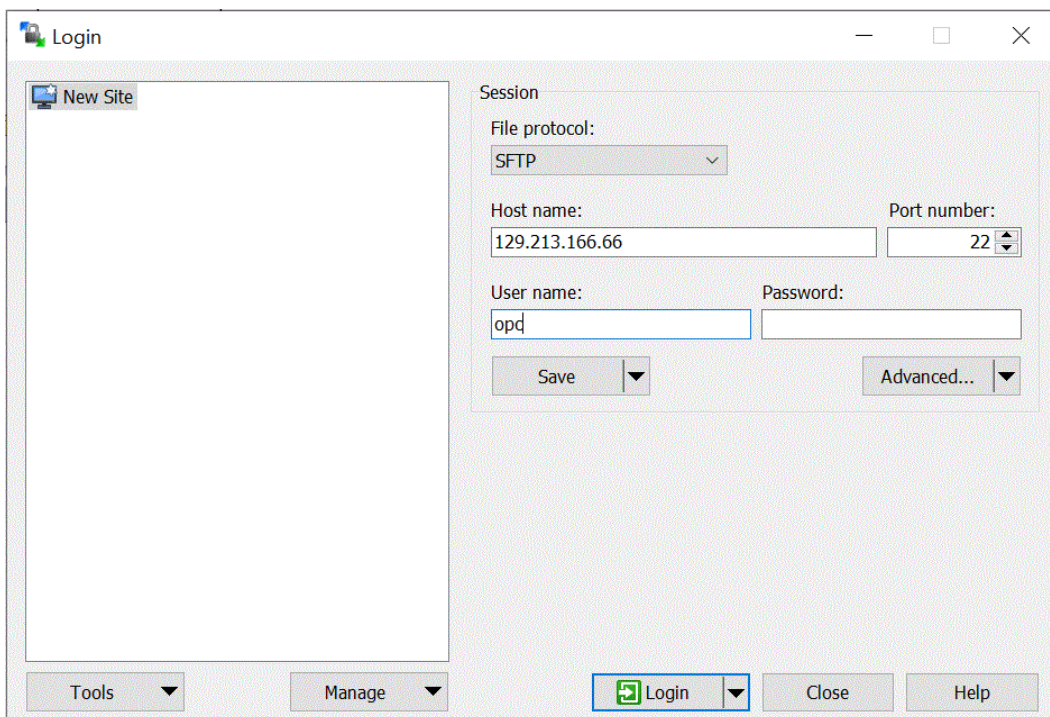 Login
New Site
Session
File protocol:
SFTP
Host name: Port number:
129.213.166.66 22
User name: Password:
opc
Save Advanced...
Tools Manage Login Close Help